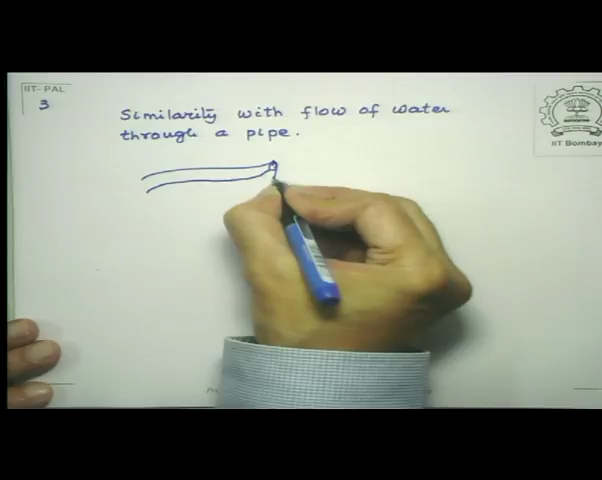 IIT-PAL
3
Similarity with flow of water
through a pipe.
IIT Bombay